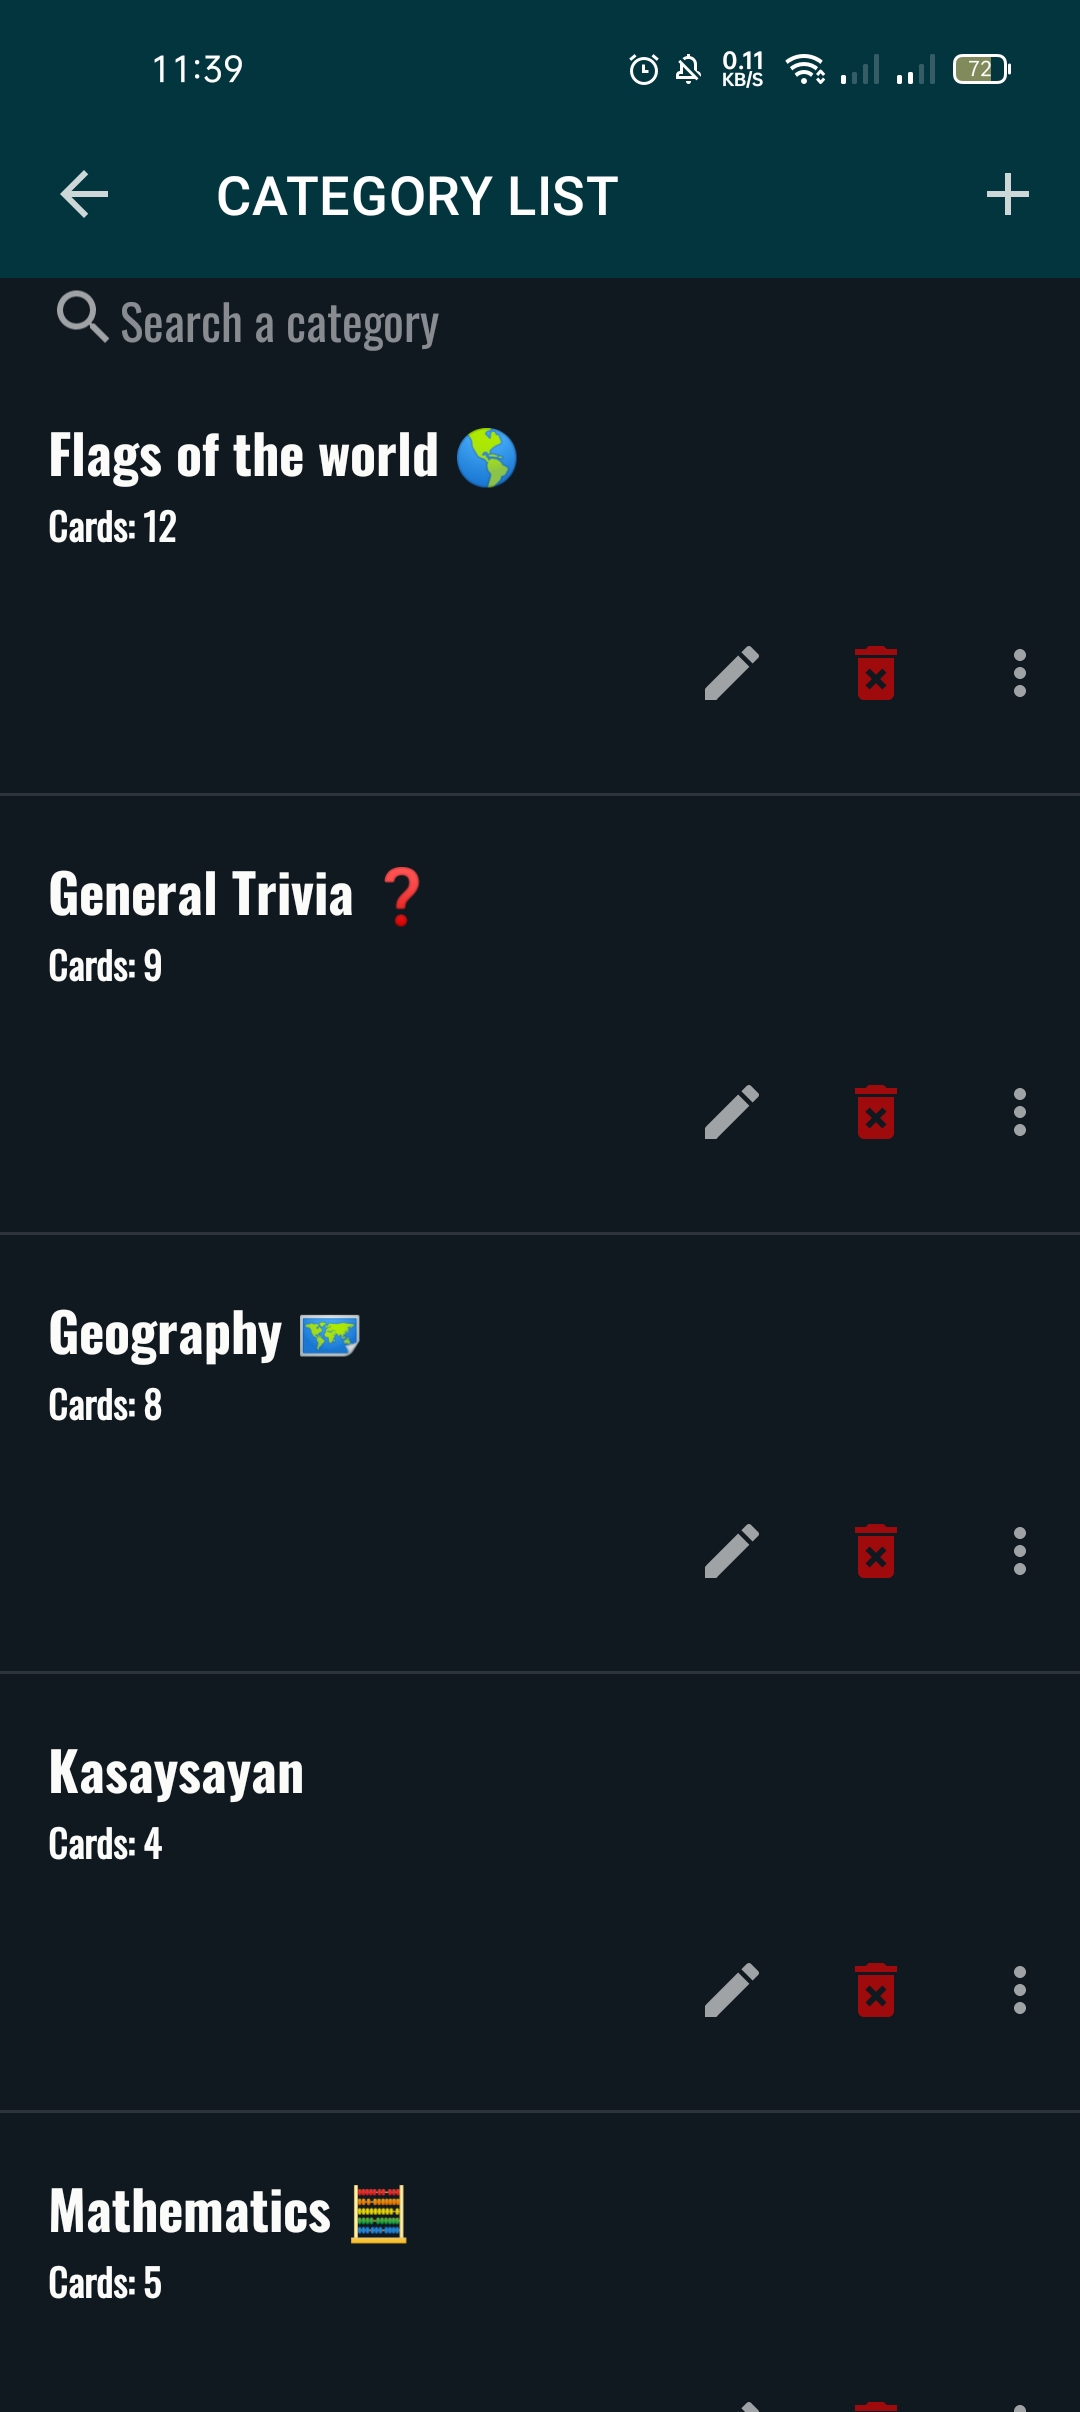 11:39
0.11
KB/S
72
CATEGORY LIST
Search a category
Flags of the world 🌎
Cards: 12
General Trivia ❓
Cards: 9
Geography 🗺️
Cards: 8
Kasaysayan
Cards: 4
Mathematics 🧮
Cards: 5